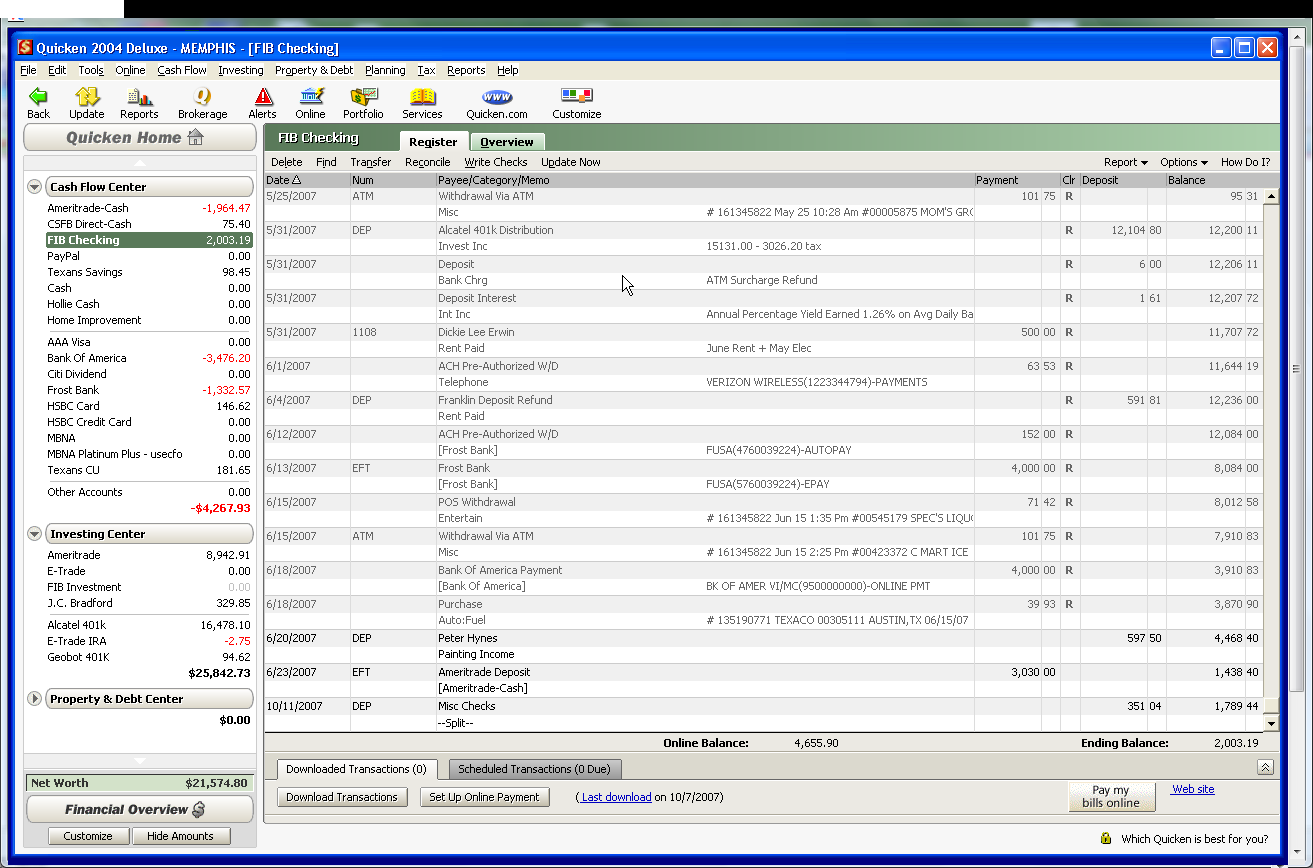 Quicken 2004 Deluxe - MEMPHIS - [FIB Checking]
File Edit Tools Online Cash Flow Investing Property & Debt Planning Tax Reports Help
Back Update Reports Brokerage Alerts Online Portfolio Services Quicken.com Customize
WWW
Quicken Home
Cash Flow Center
Ameritrade-Cash -1,964.47
CSFB Direct-Cash 75.40
FIB Checking 2,003.19
PayPal 0.00
Texans Savings 98.45
Cash 0.00
Hollie Cash 0.00
Home Improvement 0.00
AAA Visa 0.00
Bank Of America -3,476.20
Citi Dividend 0.00
Frost Bank -1,332.57
HSBC Card 146.62
HSBC Credit Card 0.00
MBNA 0.00
MBNA Platinum Plus - usecfo 0.00
Texans CU 181.65
Other Accounts 0.00
-$4,267.93
Investing Center
Ameritrade 8,942.91
E-Trade 0.00
FIB Investment 0.00
J.C. Bradford 329.85
Alcatel 401k 16,478.10
E-Trade IRA -2.75
Geobot 401K 94.62
$25,842.73
Property & Debt Center
$0.00
Net Worth $21,574.80
Financial Overview
Customize Hide Amounts
FIB Checking Register Overview
Delete Find Transfer Reconcile Write Checks Update Now Report Options How Do I?
Date Num Payee/Category/Memo Payment Clr Deposit Balance
5/25/2007 ATM Withdrawal Via ATM 101 75 R 95 31
Misc # 161345822 May 25 10:28 Am #00005875 MOM'S GRO
5/31/2007 DEP Alcatel 401k Distribution R 12,104 80 12,200 11
Invest Inc 15131.00 - 3026.20 tax
5/31/2007 Deposit R 6 00 12,206 11
Bank Chrg ATM Surcharge Refund
5/31/2007 Deposit Interest R 1 61 12,207 72
Int Inc Annual Percentage Yield Earned 1.26% on Avg Daily Ba
5/31/2007 1108 Dickie Lee Erwin 500 00 R 11,707 72
Rent Paid June Rent + May Elec
6/1/2007 ACH Pre-Authorized W/D 63 53 R 11,644 19
Telephone VERIZON WIRELESS(1223344794)-PAYMENTS
6/4/2007 DEP Franklin Deposit Refund R 591 81 12,236 00
Rent Paid
6/12/2007 ACH Pre-Authorized W/D 152 00 R 12,084 00
[Frost Bank] FUSA(4760039224)-AUTOPAY
6/13/2007 EFT Frost Bank 4,000 00 R 8,084 00
[Frost Bank] FUSA(5760039224)-EPAY
6/15/2007 POS Withdrawal 71 42 R 8,012 58
Entertain # 161345822 Jun 15 1:35 Pm #00545179 SPEC'S LIQU
6/15/2007 ATM Withdrawal Via ATM 101 75 R 7,910 83
Misc # 161345822 Jun 15 2:25 Pm #00423372 C MART ICE
6/18/2007 Bank Of America Payment 4,000 00 R 3,910 83
[Bank Of America] BK OF AMER VI/MC(9500000000)-ONLINE PMT
6/18/2007 Purchase 39 93 R 3,870 90
Auto:Fuel # 135190771 TEXACO 00305111 AUSTIN,TX 06/15/07
6/20/2007 DEP Peter Hynes 597 50 4,468 40
Painting Income
6/23/2007 EFT Ameritrade Deposit 3,030 00 1,438 40
[Ameritrade-Cash]
10/11/2007 DEP Misc Checks 351 04 1,789 44
--Split--
Online Balance: 4,655.90 Ending Balance: 2,003.19
Downloaded Transactions (0) Scheduled Transactions (0 Due)
Download Transactions Set Up Online Payment ( Last download on 10/7/2007) Pay my bills online Web site
Which Quicken is best for you?